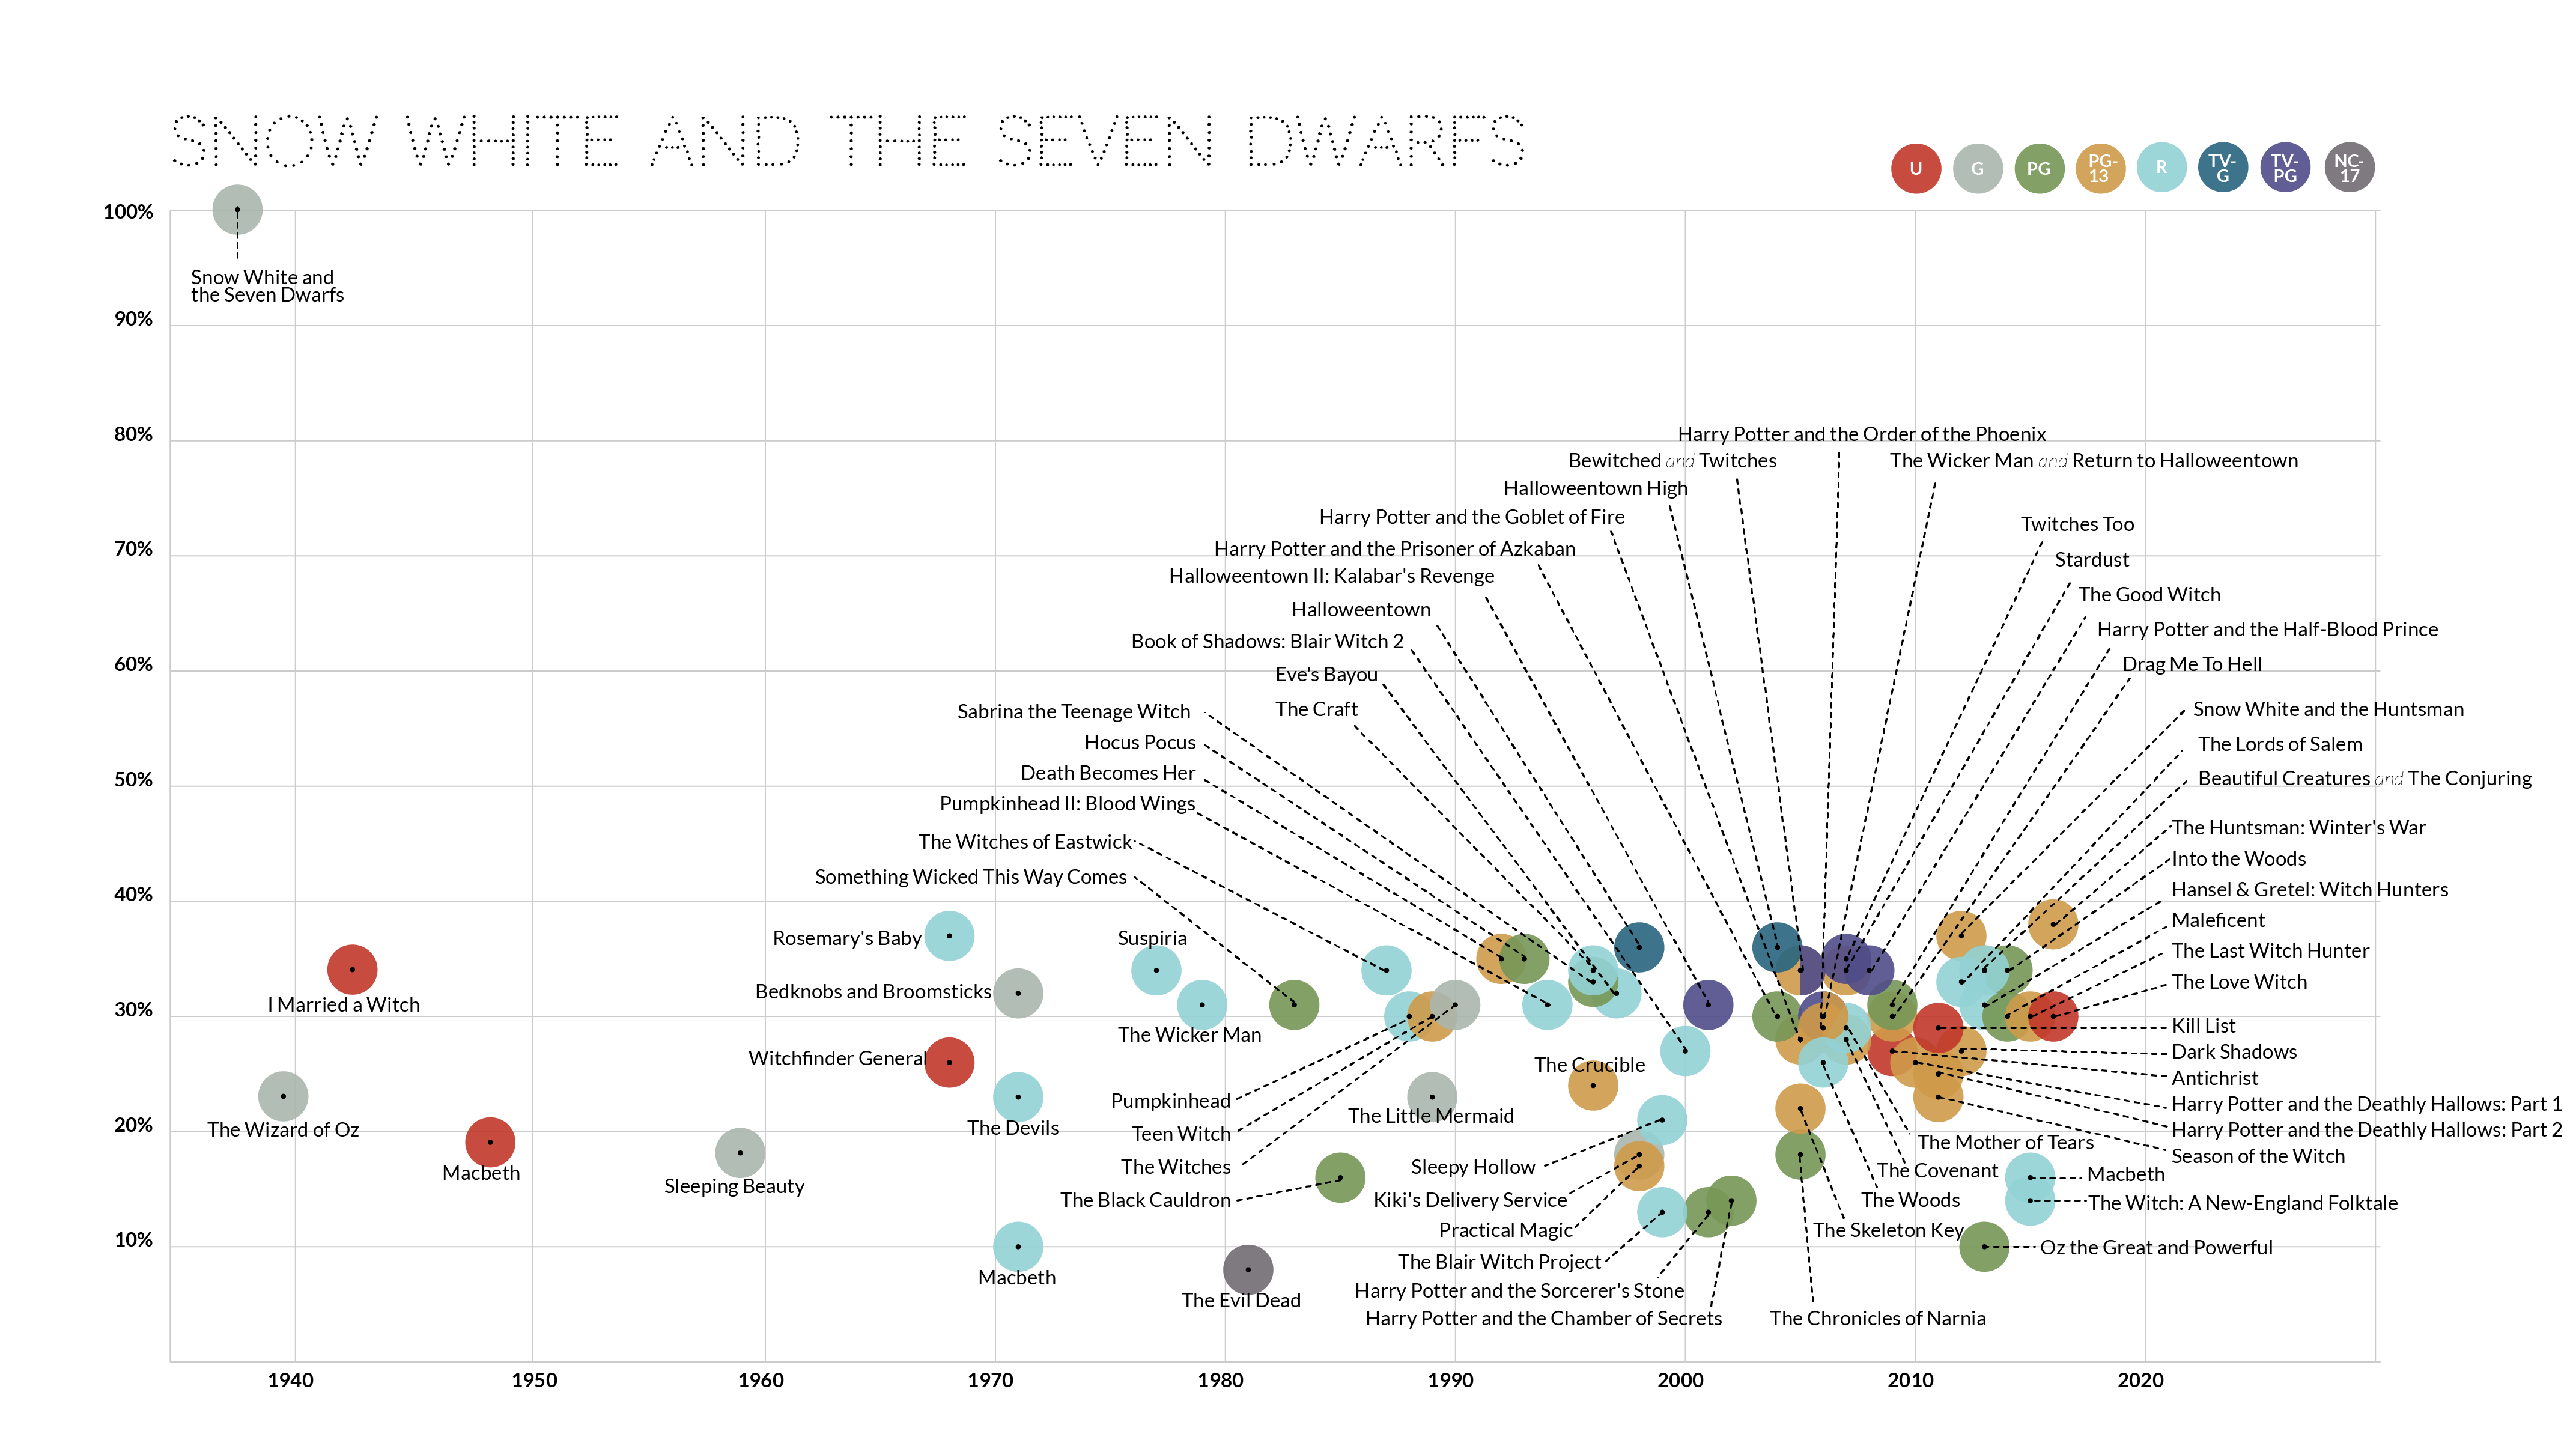 SNOW WHITE AND THE SEVEN DWARFS
U
G
PG
PG-
13
R
TV-
G
TV-
PG
NC-
17
100%
Snow White and
the Seven Dwarfs
90%
80%
Harry Potter and the Order of the Phoenix
Bewitched and Twitches
The Wicker Man and Return to Halloweentown
Halloweentown High
Harry Potter and the Goblet of Fire
Twitches Too
70%
Harry Potter and the Prisoner of Azkaban
Stardust
Halloweentown II: Kalabar's Revenge
The Good Witch
Halloweentown
Harry Potter and the Half-Blood Prince
Book of Shadows: Blair Witch 2
60%
Drag Me To Hell
Eve's Bayou
Sabrina the Teenage Witch
The Craft
Snow White and the Huntsman
Hocus Pocus
The Lords of Salem
50%
Death Becomes Her
Beautiful Creatures and The Conjuring
Pumpkinhead II: Blood Wings
The Huntsman: Winter's War
The Witches of Eastwick
Into the Woods
Something Wicked This Way Comes
Hansel & Gretel: Witch Hunters
40%
Maleficent
Rosemary's Baby
Suspiria
The Last Witch Hunter
The Love Witch
Bedknobs and Broomsticks
I Married a Witch
30%
The Wicker Man
Kill List
Dark Shadows
Witchfinder General
The Crucible
Antichrist
Pumpkinhead
Harry Potter and the Deathly Hallows: Part 1
The Little Mermaid
20%
The Wizard of Oz
The Devils
Teen Witch
Harry Potter and the Deathly Hallows: Part 2
The Mother of Tears
Season of the Witch
Macbeth
The Witches
Sleepy Hollow
The Covenant
Macbeth
Sleeping Beauty
The Black Cauldron
Kiki's Delivery Service
The Woods
The Witch: A New-England Folktale
Practical Magic
The Skeleton Key
10%
Oz the Great and Powerful
The Blair Witch Project
Macbeth
Harry Potter and the Sorcerer's Stone
The Evil Dead
Harry Potter and the Chamber of Secrets
The Chronicles of Narnia
1940
1950
1960
1970
1980
1990
2000
2010
2020